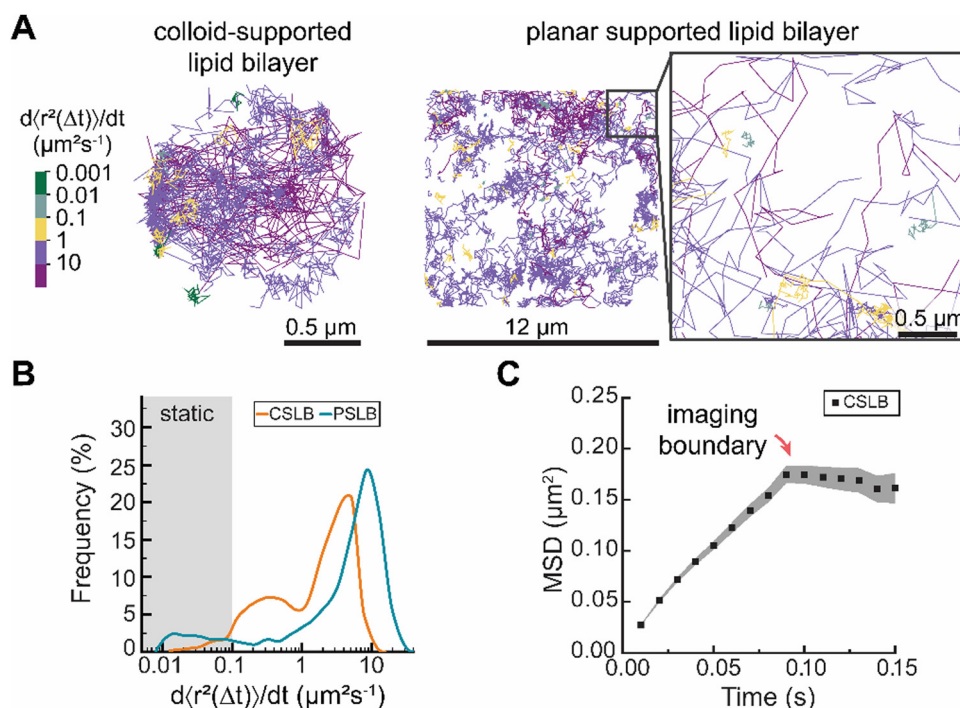 A
colloid-supported
lipid bilayer
planar supported lipid bilayer
d⟨r²(Δt)⟩/dt
(µm²s⁻¹)
0.001
0.01
0.1
1
10
0.5 µm
12 µm
0.5 µm
B
static
CSLB
PSLB
Frequency (%)
30
25
20
15
10
5
0
0.01
0.1
1
10
d⟨r²(Δt)⟩/dt (µm²s⁻¹)
C
CSLB
imaging
boundary
MSD (µm²)
0.25
0.20
0.15
0.10
0.05
0.00
0.00
0.05
0.10
0.15
Time (s)